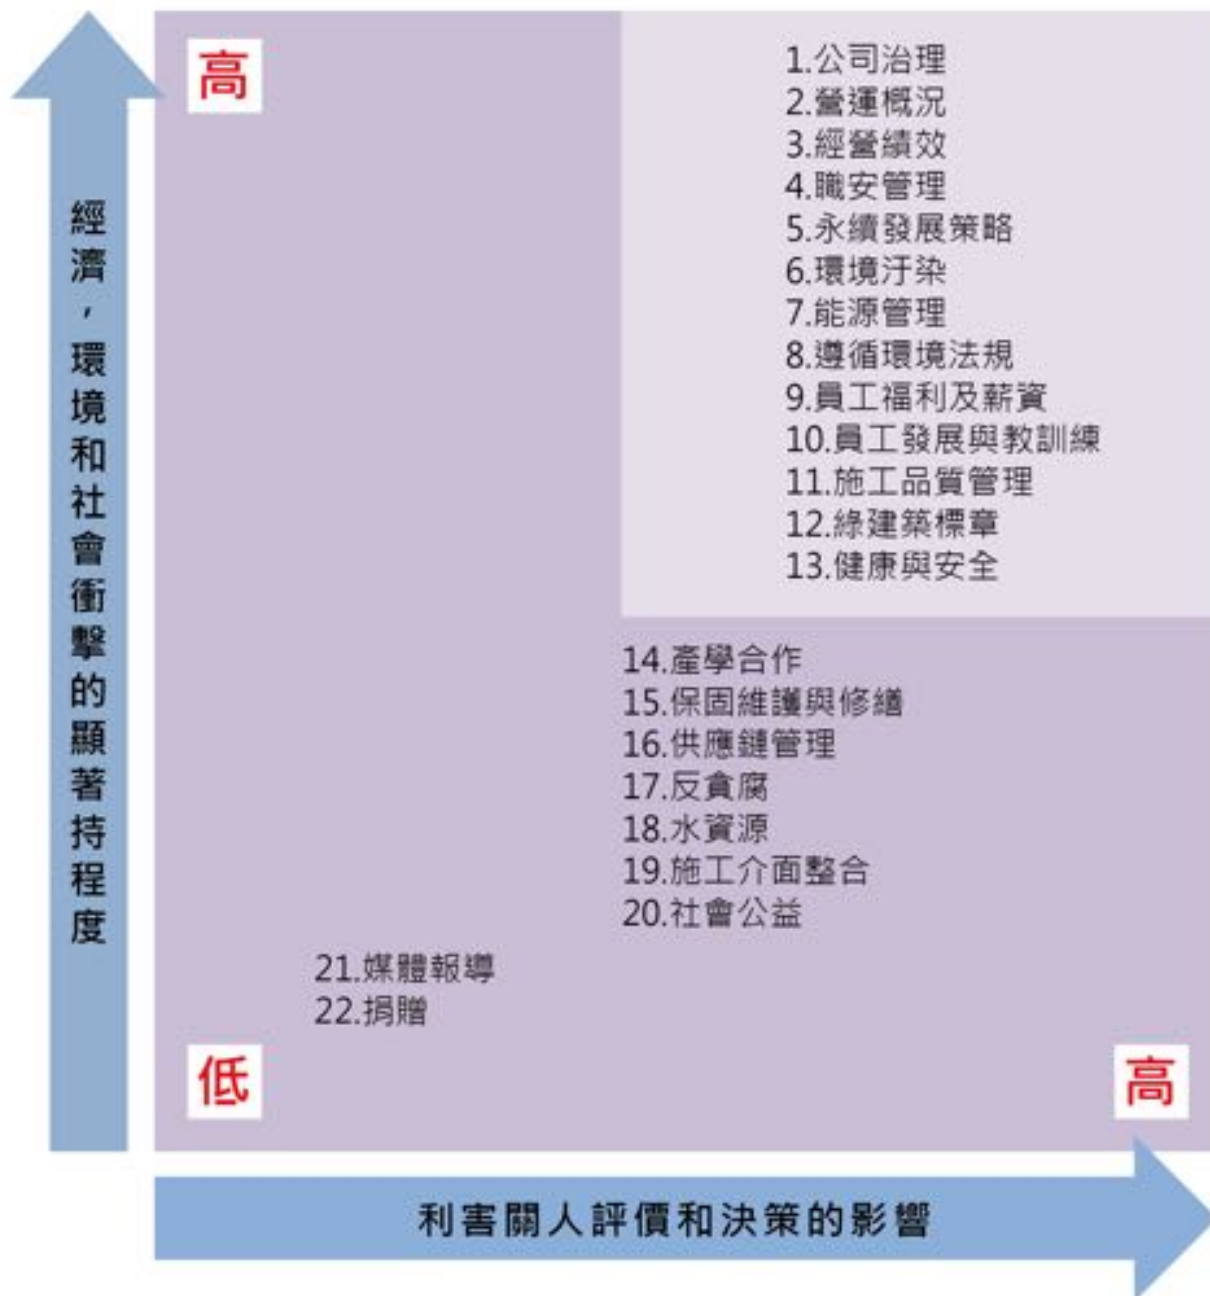 高
1.公司治理
2.營運概況
3.經營績效
4.職安管理
5.永續發展策略
6.環境汙染
7.能源管理
8.遵循環境法規
9.員工福利及薪資
10.員工發展與教訓練
11.施工品質管理
12.綠建築標章
13.健康與安全
經濟，環境和社會衝擊的顯著持程度
14.產學合作
15.保固維護與修繕
16.供應鏈管理
17.反貪腐
18.水資源
19.施工介面整合
20.社會公益
21.媒體報導
22.捐贈
低
高
利害關人評價和決策的影響